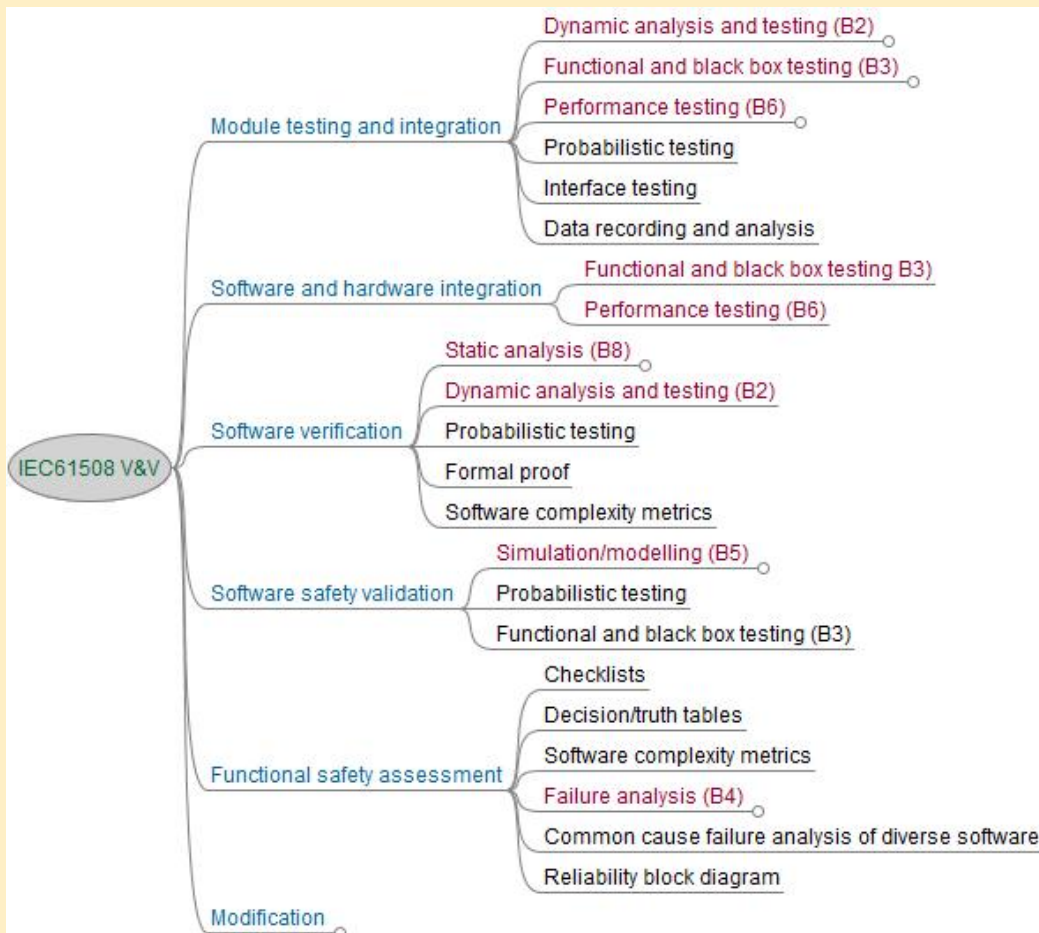 Dynamic analysis and testing (B2)
Functional and black box testing (B3)
Performance testing (B6)
Module testing and integration
Probabilistic testing
Interface testing
Data recording and analysis
Functional and black box testing B3)
Software and hardware integration
Performance testing (B6)
Static analysis (B8)
Dynamic analysis and testing (B2)
Software verification
Probabilistic testing
IEC61508 V&V
Formal proof
Software complexity metrics
Simulation/modelling (B5)
Software safety validation
Probabilistic testing
Functional and black box testing (B3)
Checklists
Decision/truth tables
Software complexity metrics
Functional safety assessment
Failure analysis (B4)
Common cause failure analysis of diverse software
Reliability block diagram
Modification